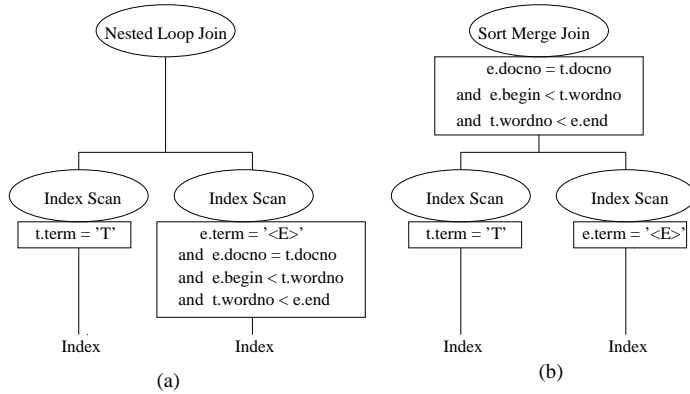 Nested Loop Join
Index Scan
t.term = 'T'
Index
Index Scan
e.term = '<E>'
and e.docno = t.docno
and e.begin < t.wordno
and t.wordno < e.end
Index
(a)
Sort Merge Join
e.docno = t.docno
and e.begin < t.wordno
and t.wordno < e.end
Index Scan
t.term = 'T'
Index
Index Scan
e.term = '<E>'
Index
(b)